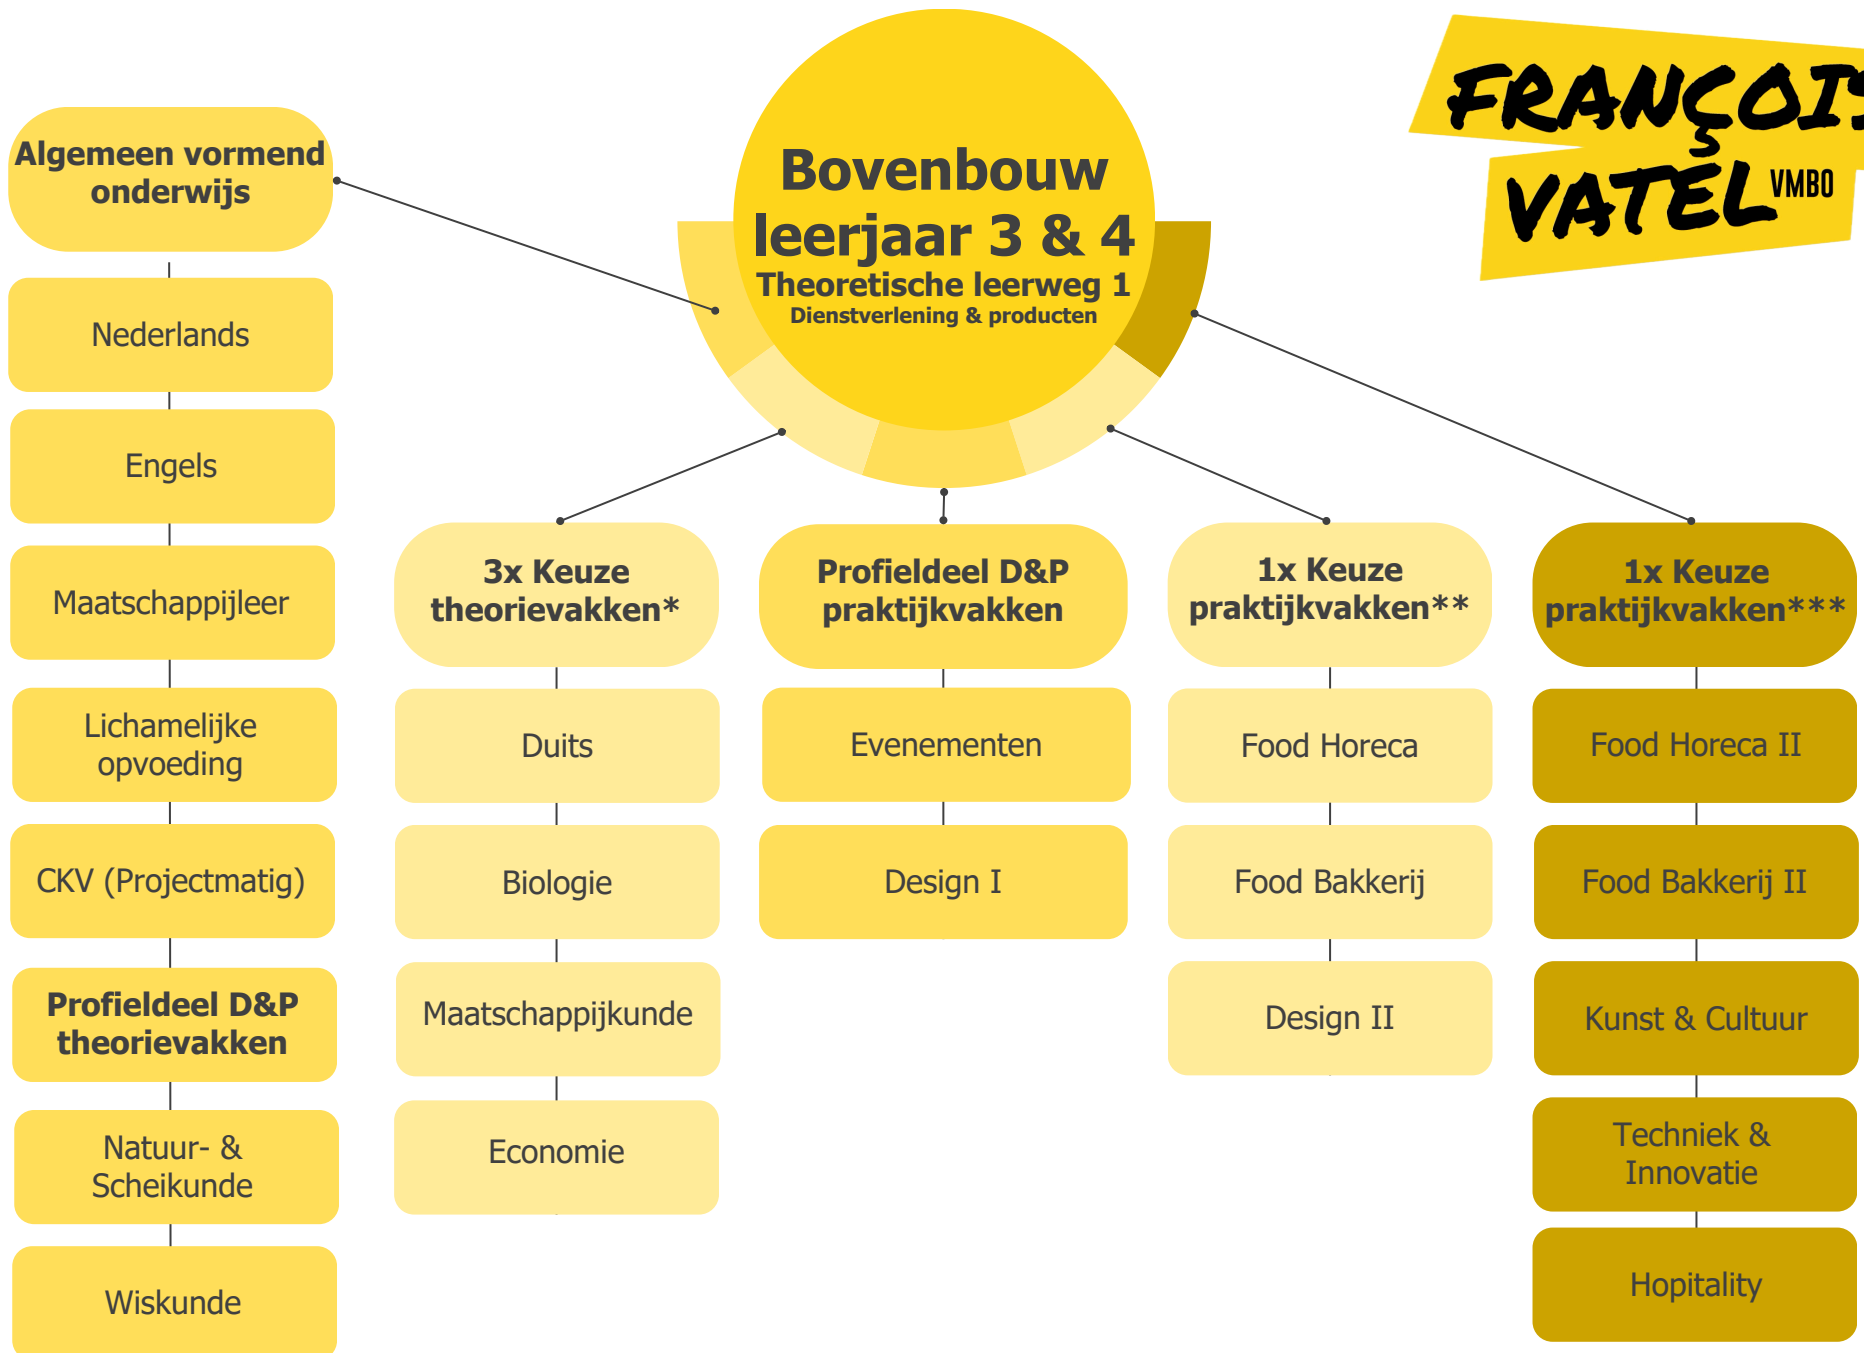 FRANÇOIS
VATEL VMBO
Bovenbouw
leerjaar 3 & 4
Theoretische leerweg 1
Dienstverlening & producten
Algemeen vormend
onderwijs
Nederlands
Engels
Maatschappijleer
Lichamelijke
opvoeding
CKV (Projectmatig)
Profieldeel D&P
theorievakken
Natuur- &
Scheikunde
Wiskunde
3x Keuze
theorievakken*
Duits
Biologie
Maatschappijkunde
Economie
Profieldeel D&P
praktijkvakken
Evenementen
Design I
1x Keuze
praktijkvakken**
Food Horeca
Food Bakkerij
Design II
1x Keuze
praktijkvakken***
Food Horeca II
Food Bakkerij II
Kunst & Cultuur
Techniek &
Innovatie
Hopitality